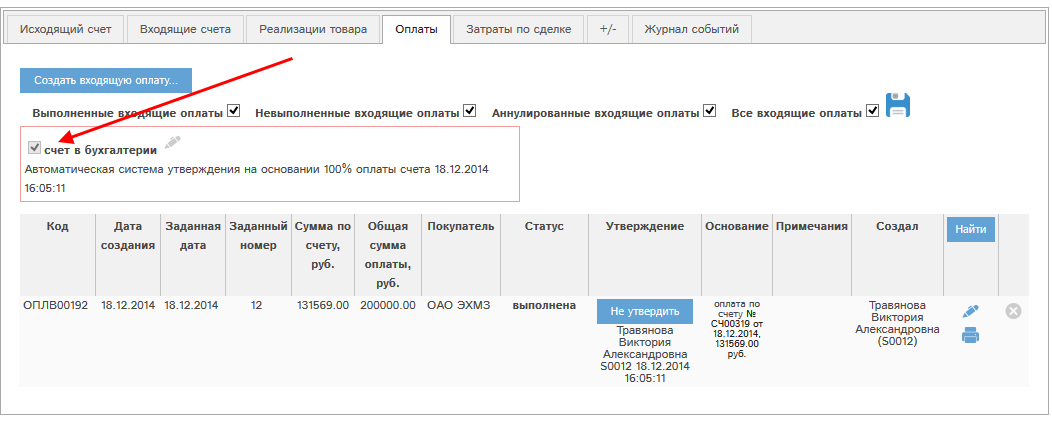 Исходящий счет Входящие счета Реализации товара Оплаты Затраты по сделке +/- Журнал событий
Создать входящую оплату...
Выполненные входящие оплаты Невыполненные входящие оплаты Аннулированные входящие оплаты Все входящие оплаты
счет в бухгалтерии
Автоматическая система утверждения на основании 100% оплаты счета 18.12.2014
16:05:11
Код Дата создания Заданная дата Заданный номер Сумма по счету, руб. Общая сумма оплаты, руб. Покупатель Статус Утверждение Основание Примечания Создал Найти
ОПЛВ00192 18.12.2014 18.12.2014 12 131569.00 200000.00 ОАО ЭХМЗ выполнена
Не утвердить
Травянова
Виктория
Александровна
S0012 18.12.2014
16:05:11
оплата по
счету №
СЧ00319 от
18.12.2014,
131569.00
руб.
Травянова
Виктория
Александровна
(S0012)